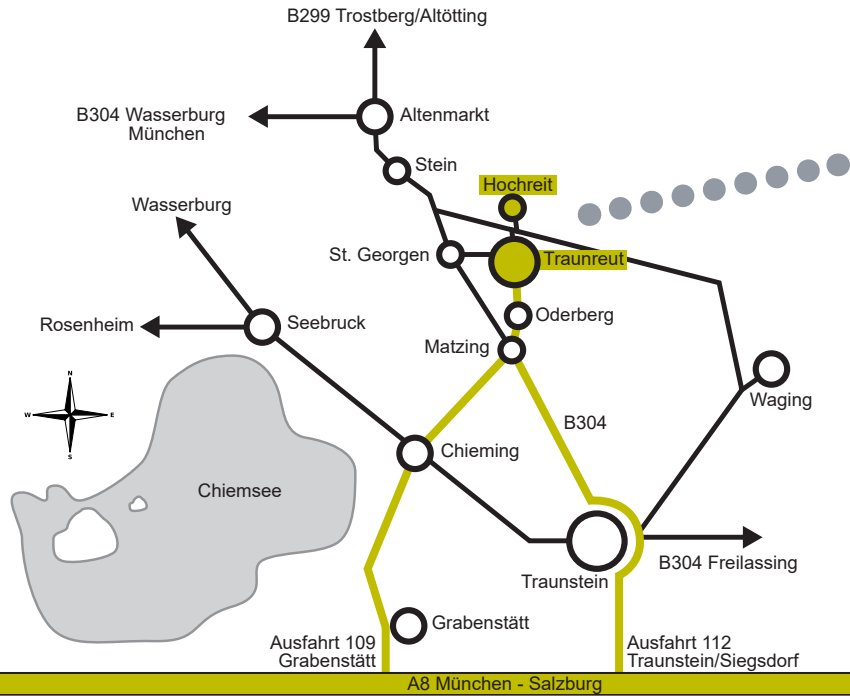 B299 Trostberg/Altötting
B304 Wasserburg
München
Altenmarkt
Stein
Hochreit
Wasserburg
St. Georgen
Traunreut
Rosenheim
Seebruck
Oderberg
Matzing
N
W
E
S
Waging
B304
Chieming
Chiemsee
B304 Freilassing
Traunstein
Grabenstätt
Ausfahrt 109
Grabenstätt
Ausfahrt 112
Traunstein/Siegsdorf
A8 München - Salzburg